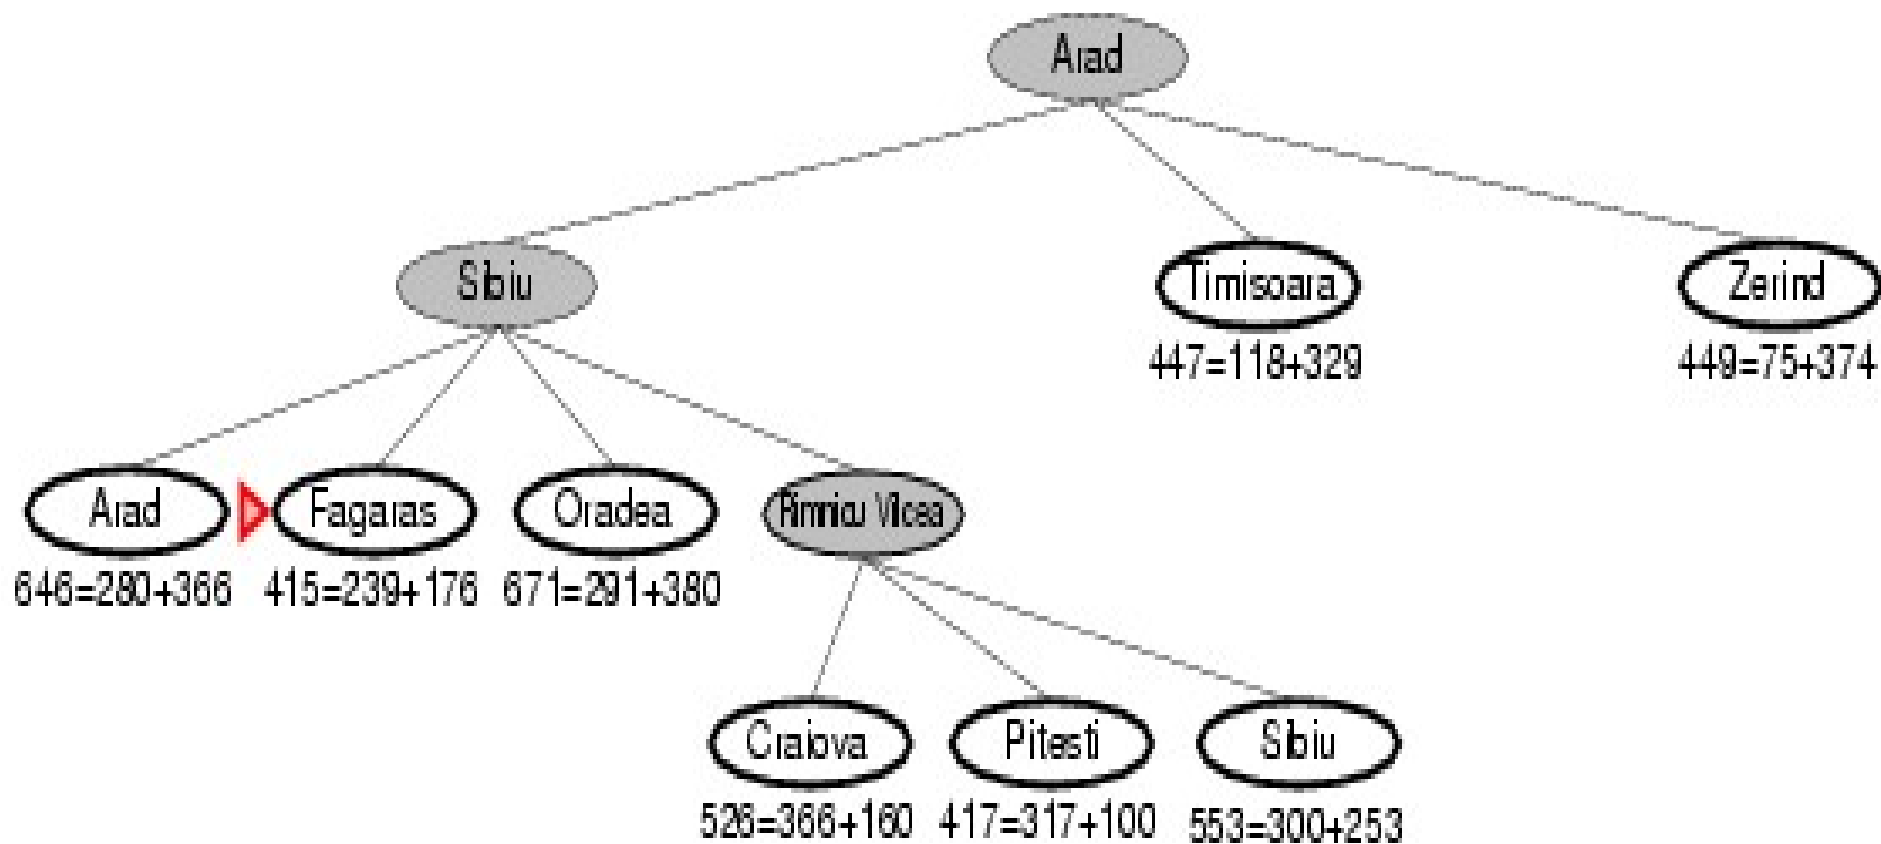 Arad
Sibiu
Timisoara
Zerind
447=118+329
449=75+374
Arad
Fagaras
Oradea
Rimnicu Vilcea
646=280+366
415=239+176
671=291+380
Craiova
Pitesti
Sibiu
526=366+160
417=317+100
553=300+253